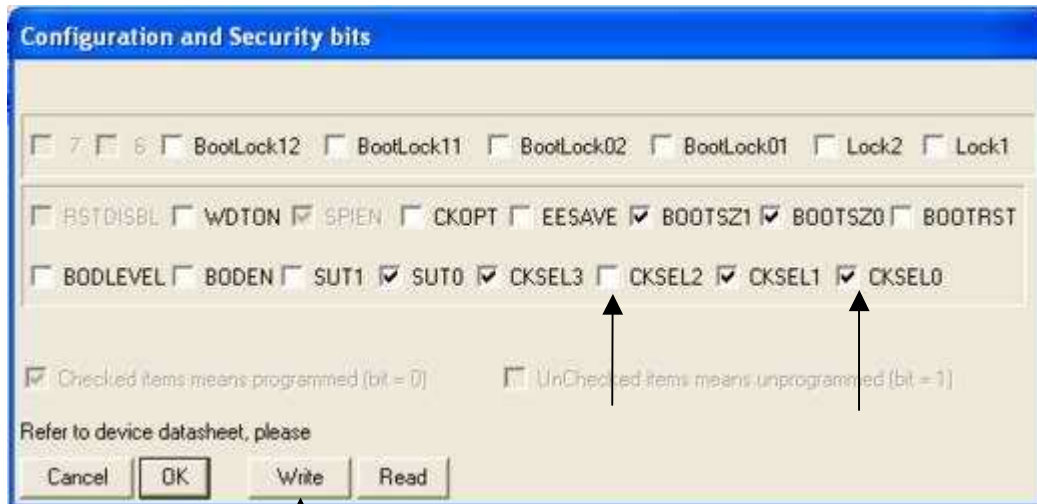 Configuration and Security bits
7 6 BootLock12 BootLock11 BootLock02 BootLock01 Lock2 Lock1
RSTDISBL WDTON SPIEN CKOPT EESAVE BOOTSZ1 BOOTSZ0 BOOTRST
BODLEVEL BODEN SUT1 SUT0 CKSEL3 CKSEL2 CKSEL1 CKSEL0
Checked items means programmed (bit = 0) UnChecked items means unprogrammed (bit = 1)
Refer to device datasheet, please
Cancel OK Write Read